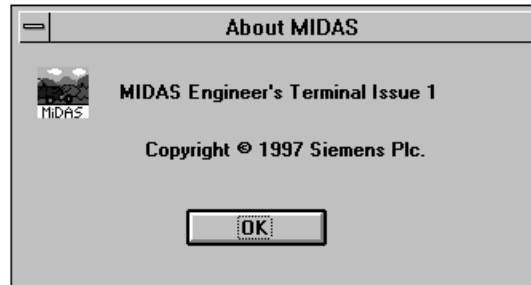 About MIDAS
MiDAS
MIDAS Engineer's Terminal Issue 1
Copyright © 1997 Siemens Plc.
OK